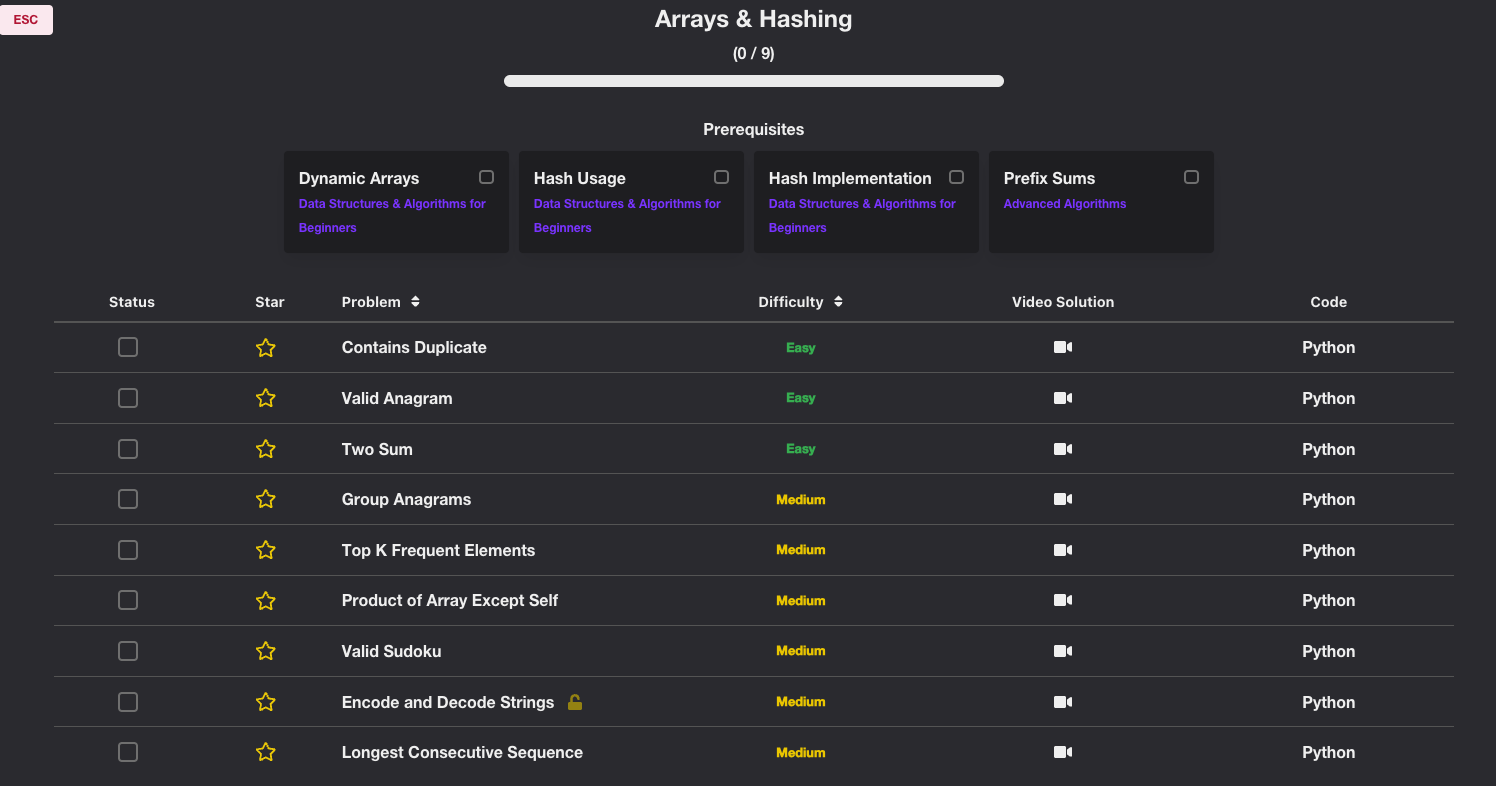 ESC
Arrays & Hashing
(0 / 9)
Prerequisites
Dynamic Arrays
Data Structures & Algorithms for
Beginners
Hash Usage
Data Structures & Algorithms for
Beginners
Hash Implementation
Data Structures & Algorithms for
Beginners
Prefix Sums
Advanced Algorithms
Status Star Problem Difficulty Video Solution Code
Contains Duplicate Easy Python
Valid Anagram Easy Python
Two Sum Easy Python
Group Anagrams Medium Python
Top K Frequent Elements Medium Python
Product of Array Except Self Medium Python
Valid Sudoku Medium Python
Encode and Decode Strings Medium Python
Longest Consecutive Sequence Medium Python